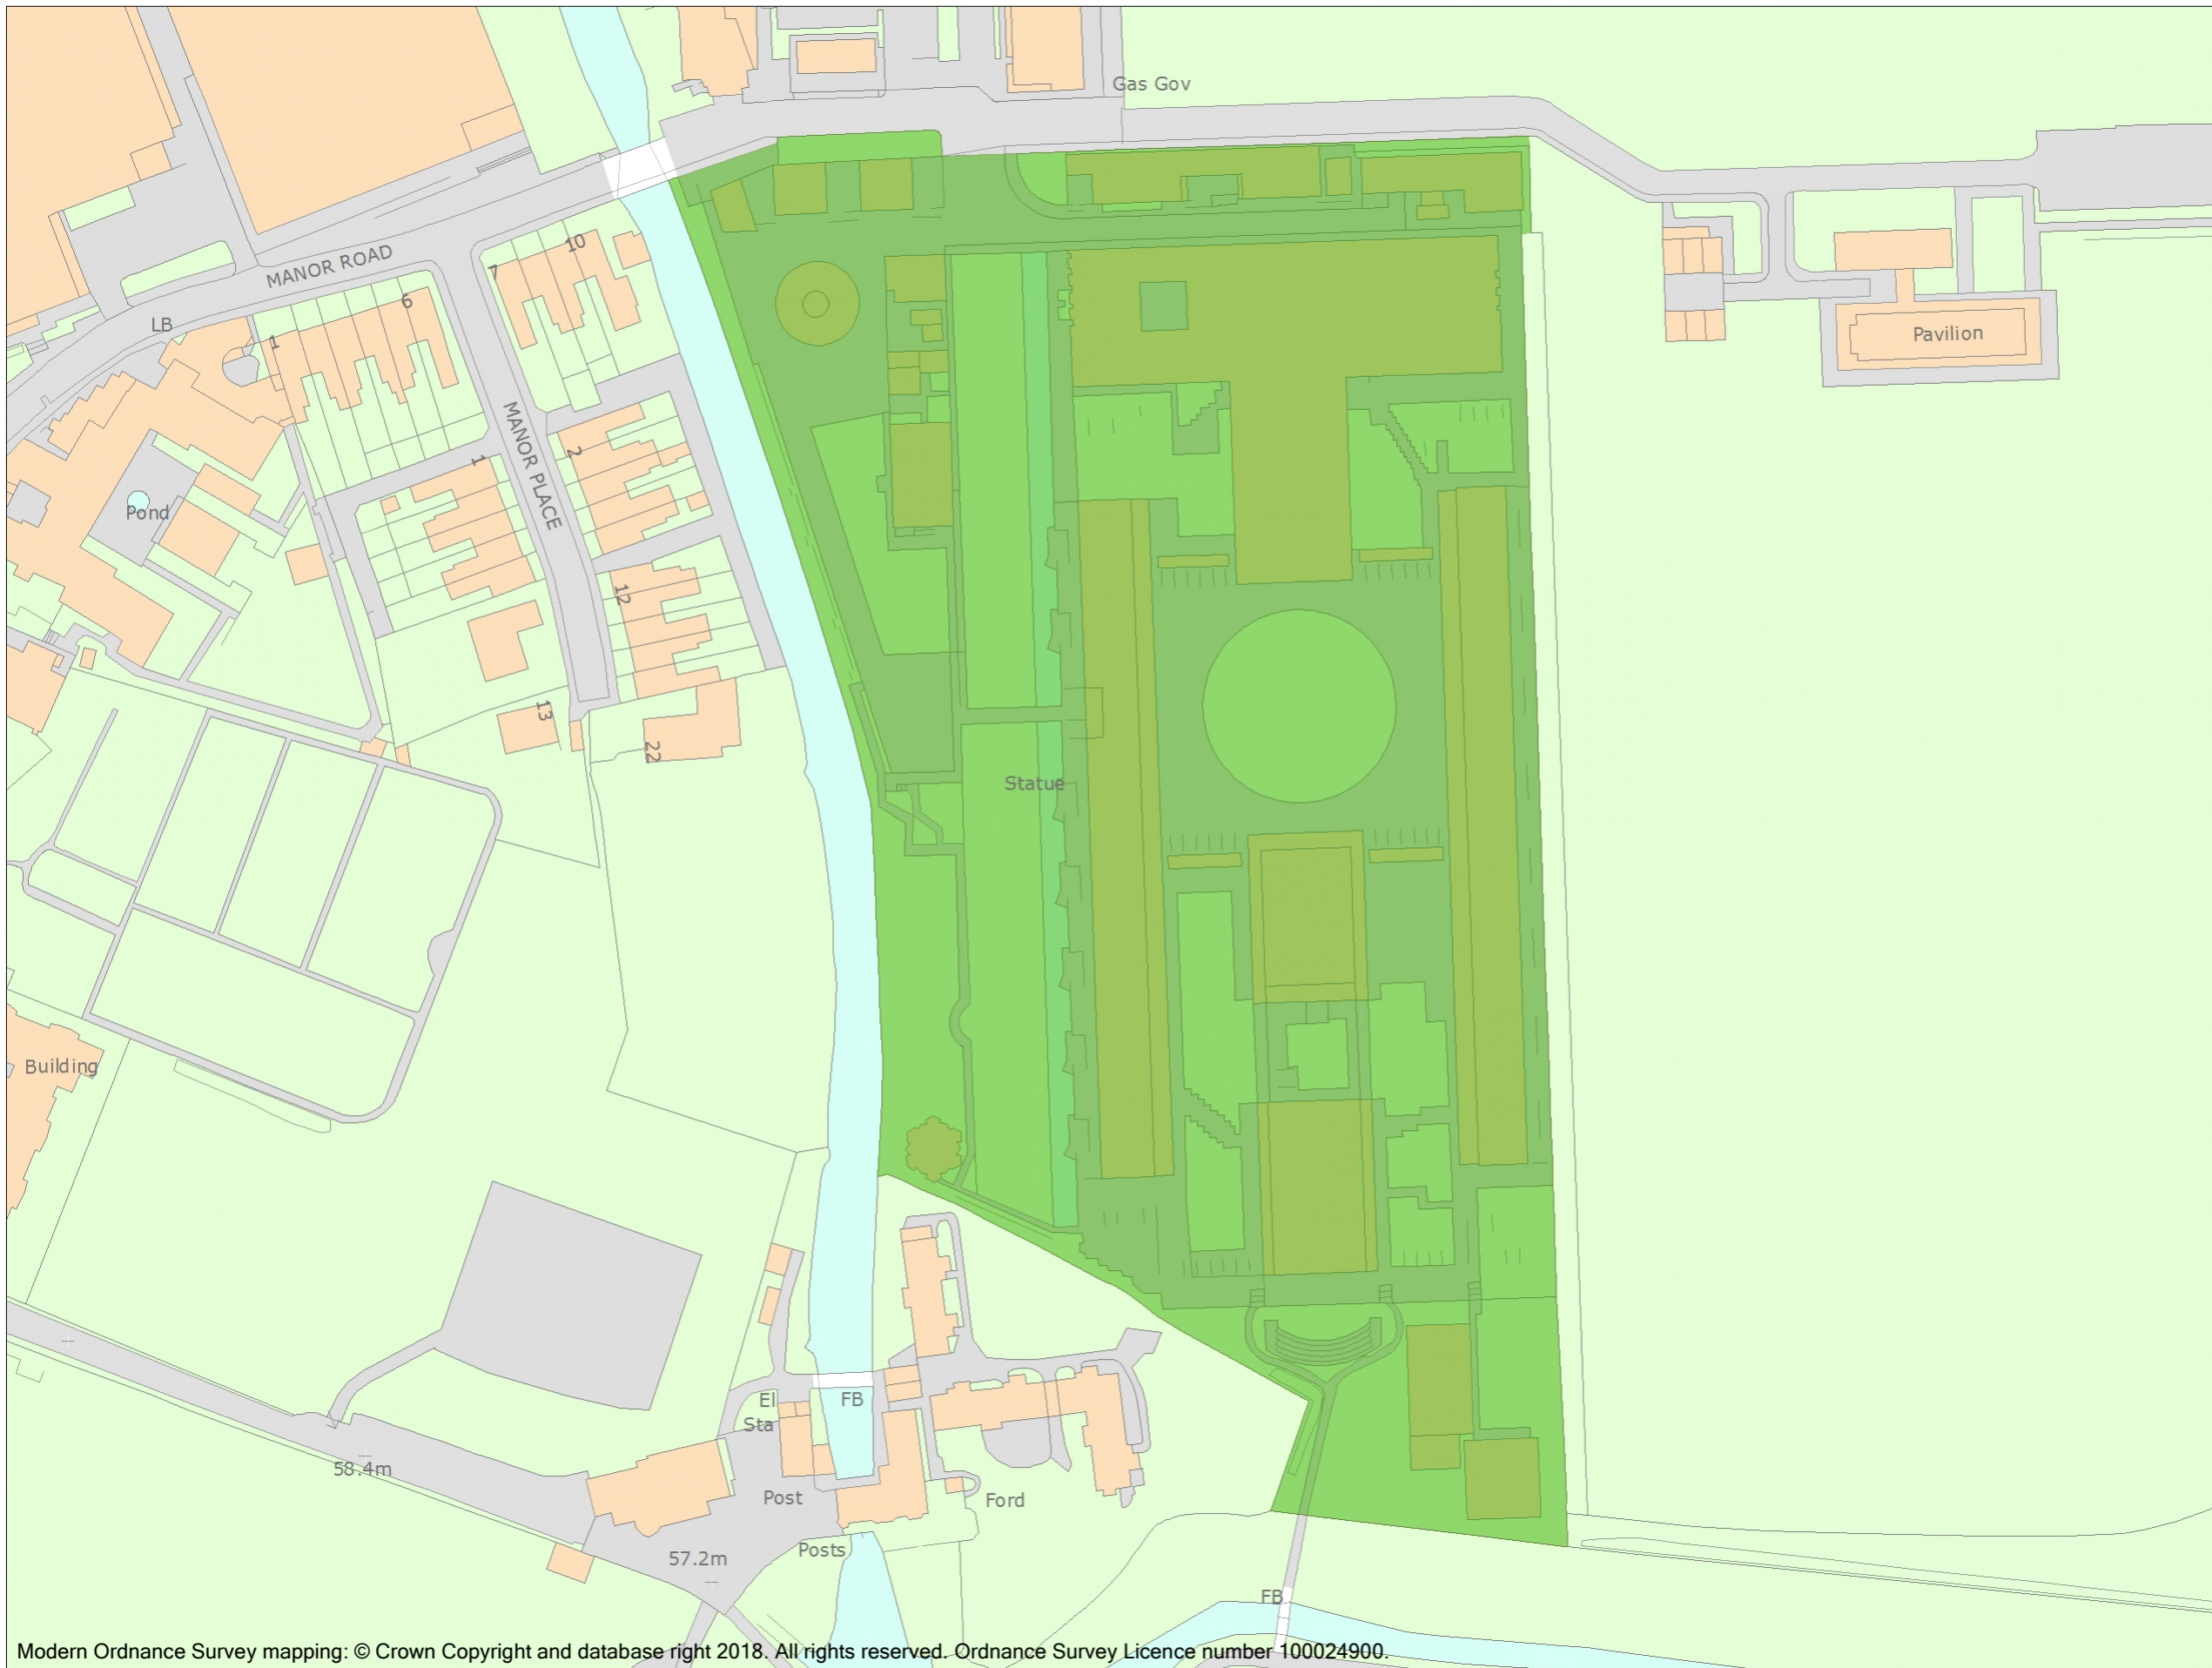 Gas Gov
MANOR ROAD
10
7
6
LB
1
Pavilion
MANOR PLACE
2
1
Pond
12
13
22
Statue
Building
El
Sta
FB
58.4m
Post
Ford
Posts
57.2m
FB
Modern Ordnance Survey mapping: © Crown Copyright and database right 2018. All rights reserved. Ordnance Survey Licence number 100024900.